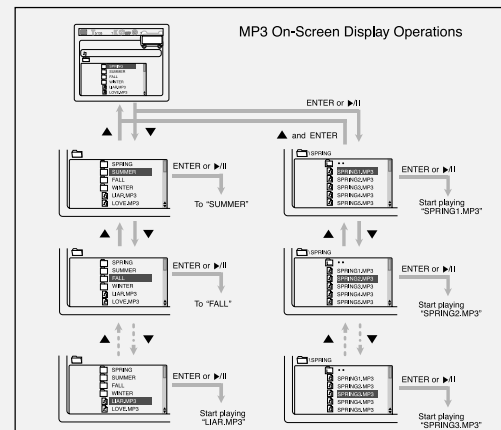 MP3 On-Screen Display Operations
SPRING
SUMMER
FALL
WINTER
LIAR.MP3
LOVE.MP3
ENTER or ▶/II
▲ ▼
▲ and ENTER
SPRING
SUMMER
FALL
WINTER
LIAR.MP3
LOVE.MP3
ENTER or ▶/II
To "SUMMER"
\SPRING
..
SPRING1.MP3
SPRING2.MP3
SPRING3.MP3
SPRING4.MP3
SPRING5.MP3
ENTER or ▶/II
Start playing
"SPRING1.MP3"
▲ ▼
▲ ▼
SPRING
SUMMER
FALL
WINTER
LIAR.MP3
LOVE.MP3
ENTER or ▶/II
To "FALL"
\SPRING
..
SPRING1.MP3
SPRING2.MP3
SPRING3.MP3
SPRING4.MP3
SPRING5.MP3
ENTER or ▶/II
Start playing
"SPRING2.MP3"
▲ ▼
▲ ▼
SPRING
SUMMER
FALL
WINTER
LIAR.MP3
LOVE.MP3
ENTER or ▶/II
Start playing
"LIAR.MP3"
\SPRING
..
SPRING1.MP3
SPRING2.MP3
SPRING3.MP3
SPRING4.MP3
SPRING5.MP3
ENTER or ▶/II
Start playing
"SPRING3.MP3"